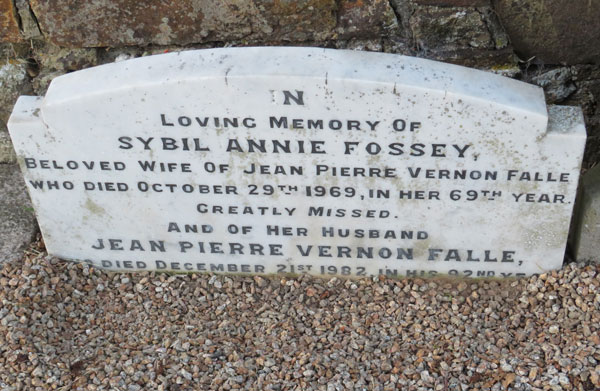 IN
LOVING MEMORY OF
SYBIL ANNIE FOSSEY,
BELOVED WIFE OF JEAN PIERRE VERNON FALLE
WHO DIED OCTOBER 29TH 1969, IN HER 69TH YEAR.
GREATLY MISSED.
AND OF HER HUSBAND
JEAN PIERRE VERNON FALLE,
DIED DECEMBER 21ST 1982, IN HIS 92ND